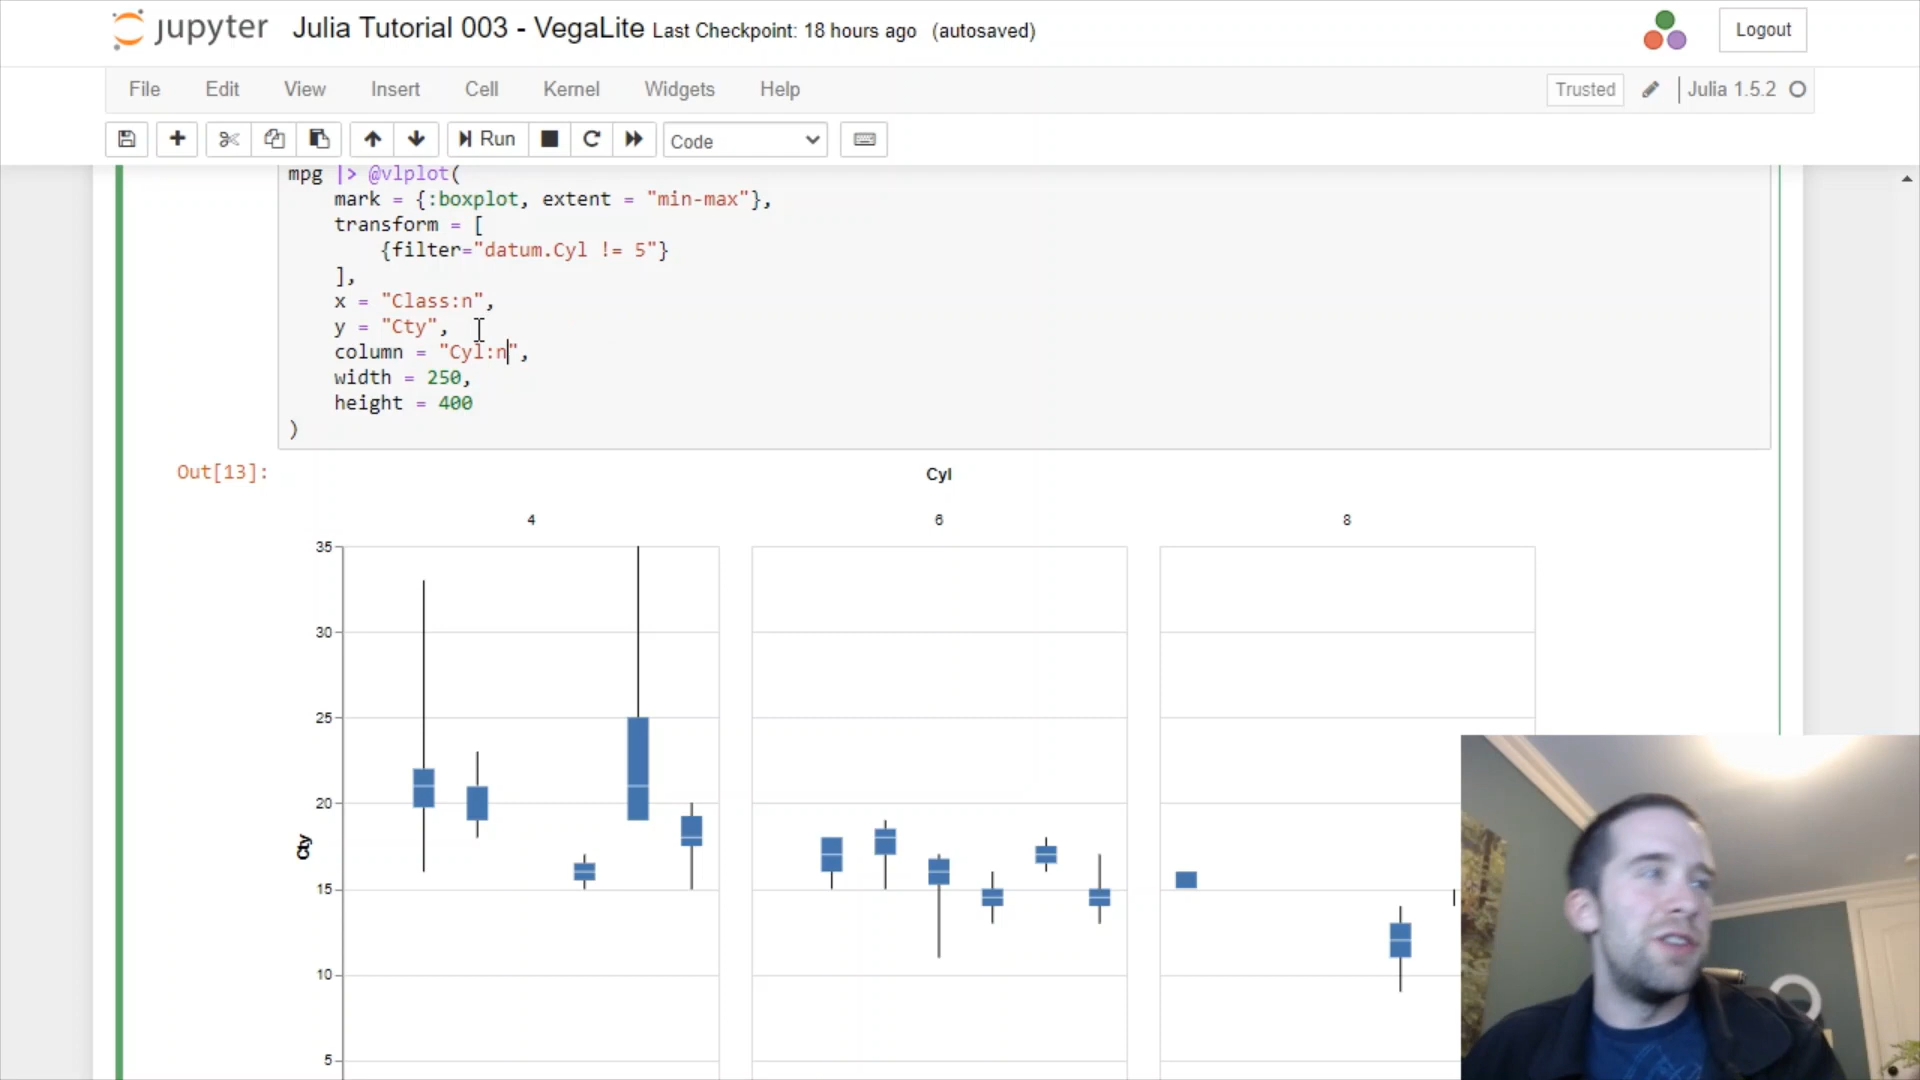 jupyter Julia Tutorial 003 - VegaLite Last Checkpoint: 18 hours ago (autosaved)
Logout
File Edit View Insert Cell Kernel Widgets Help
Trusted Julia 1.5.2
Run Code
mpg |> @vlplot(
mark = {:boxplot, extent = "min-max"},
transform = [
{filter="datum.Cyl != 5"}
],
x = "Class:n",
y = "Cty",
column = "Cyl:n",
width = 250,
height = 400
)
Out[13]:
Cyl
4 6 8
35
30
25
20
15
10
5
Cty